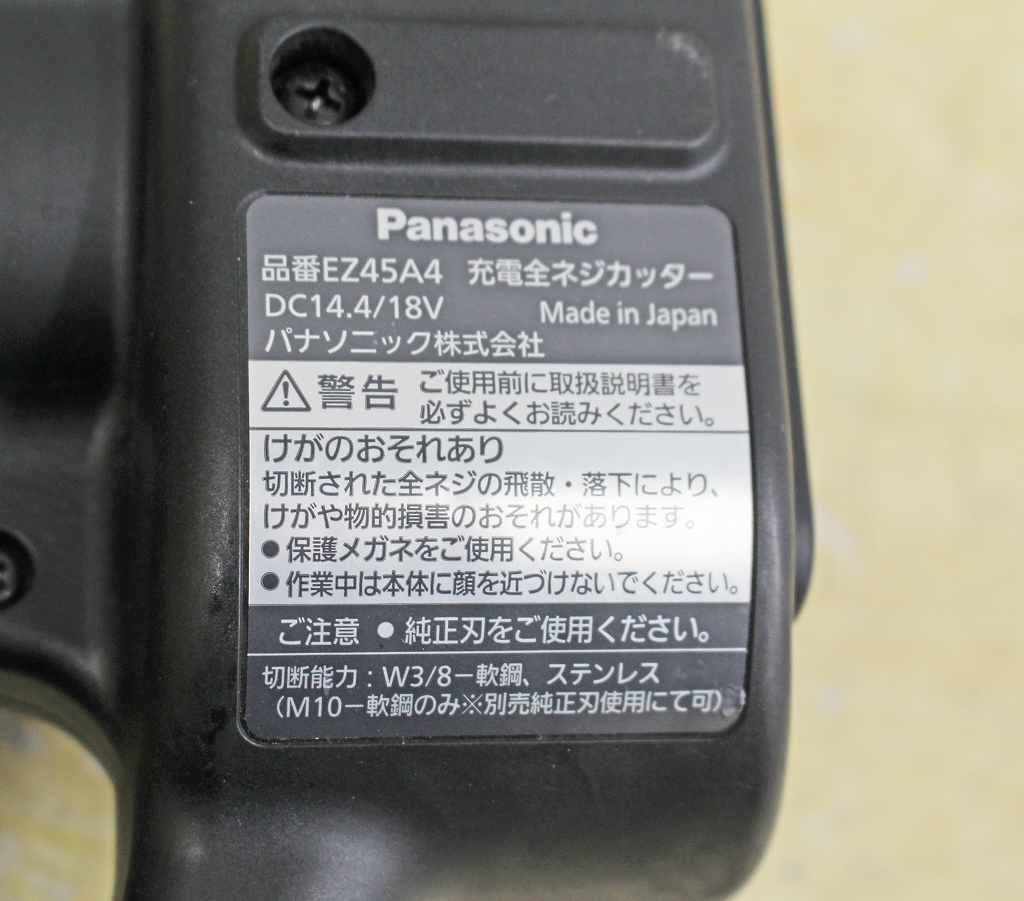 Panasonic
品番EZ45A4 充電全ネジカッター
DC14.4/18V Made in Japan
パナソニック株式会社
警告 ご使用前に取扱説明書を
必ずよくお読みください。
けがのおそれあり
切断された全ネジの飛散・落下により、
けがや物的損害のおそれがあります。
●保護メガネをご使用ください。
●作業中は本体に顔を近づけないでください。
ご注意 ●純正刃をご使用ください。
切断能力：W3/8－軟鋼、ステンレス
（M10－軟鋼のみ※別売純正刃使用にて可）